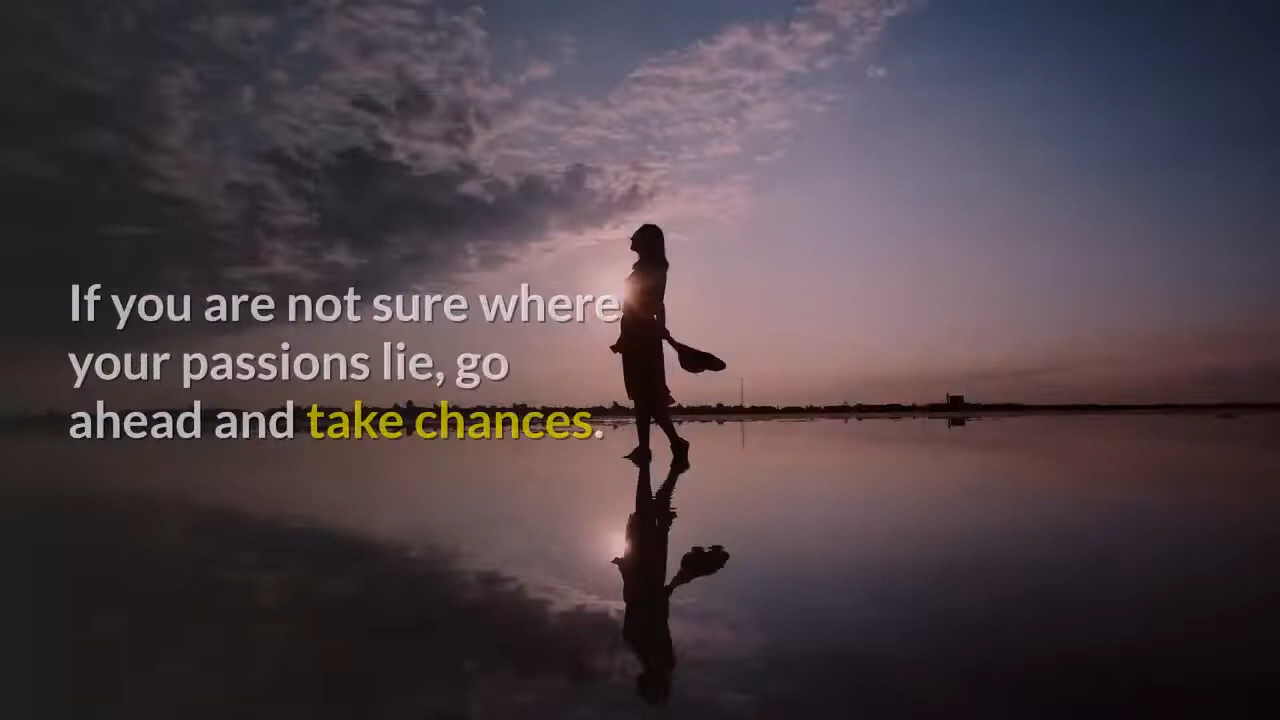 If you are not sure where
your passions lie, go
ahead and take chances.